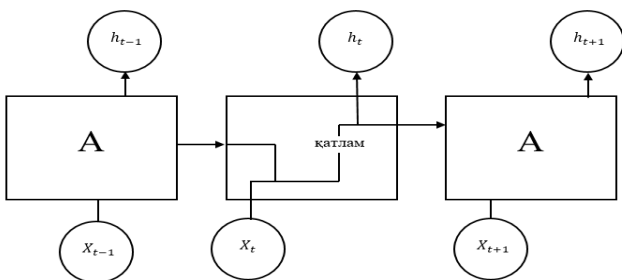 h_{t-1}
h_t
h_{t+1}
A
қатлам
A
X_{t-1}
X_t
X_{t+1}